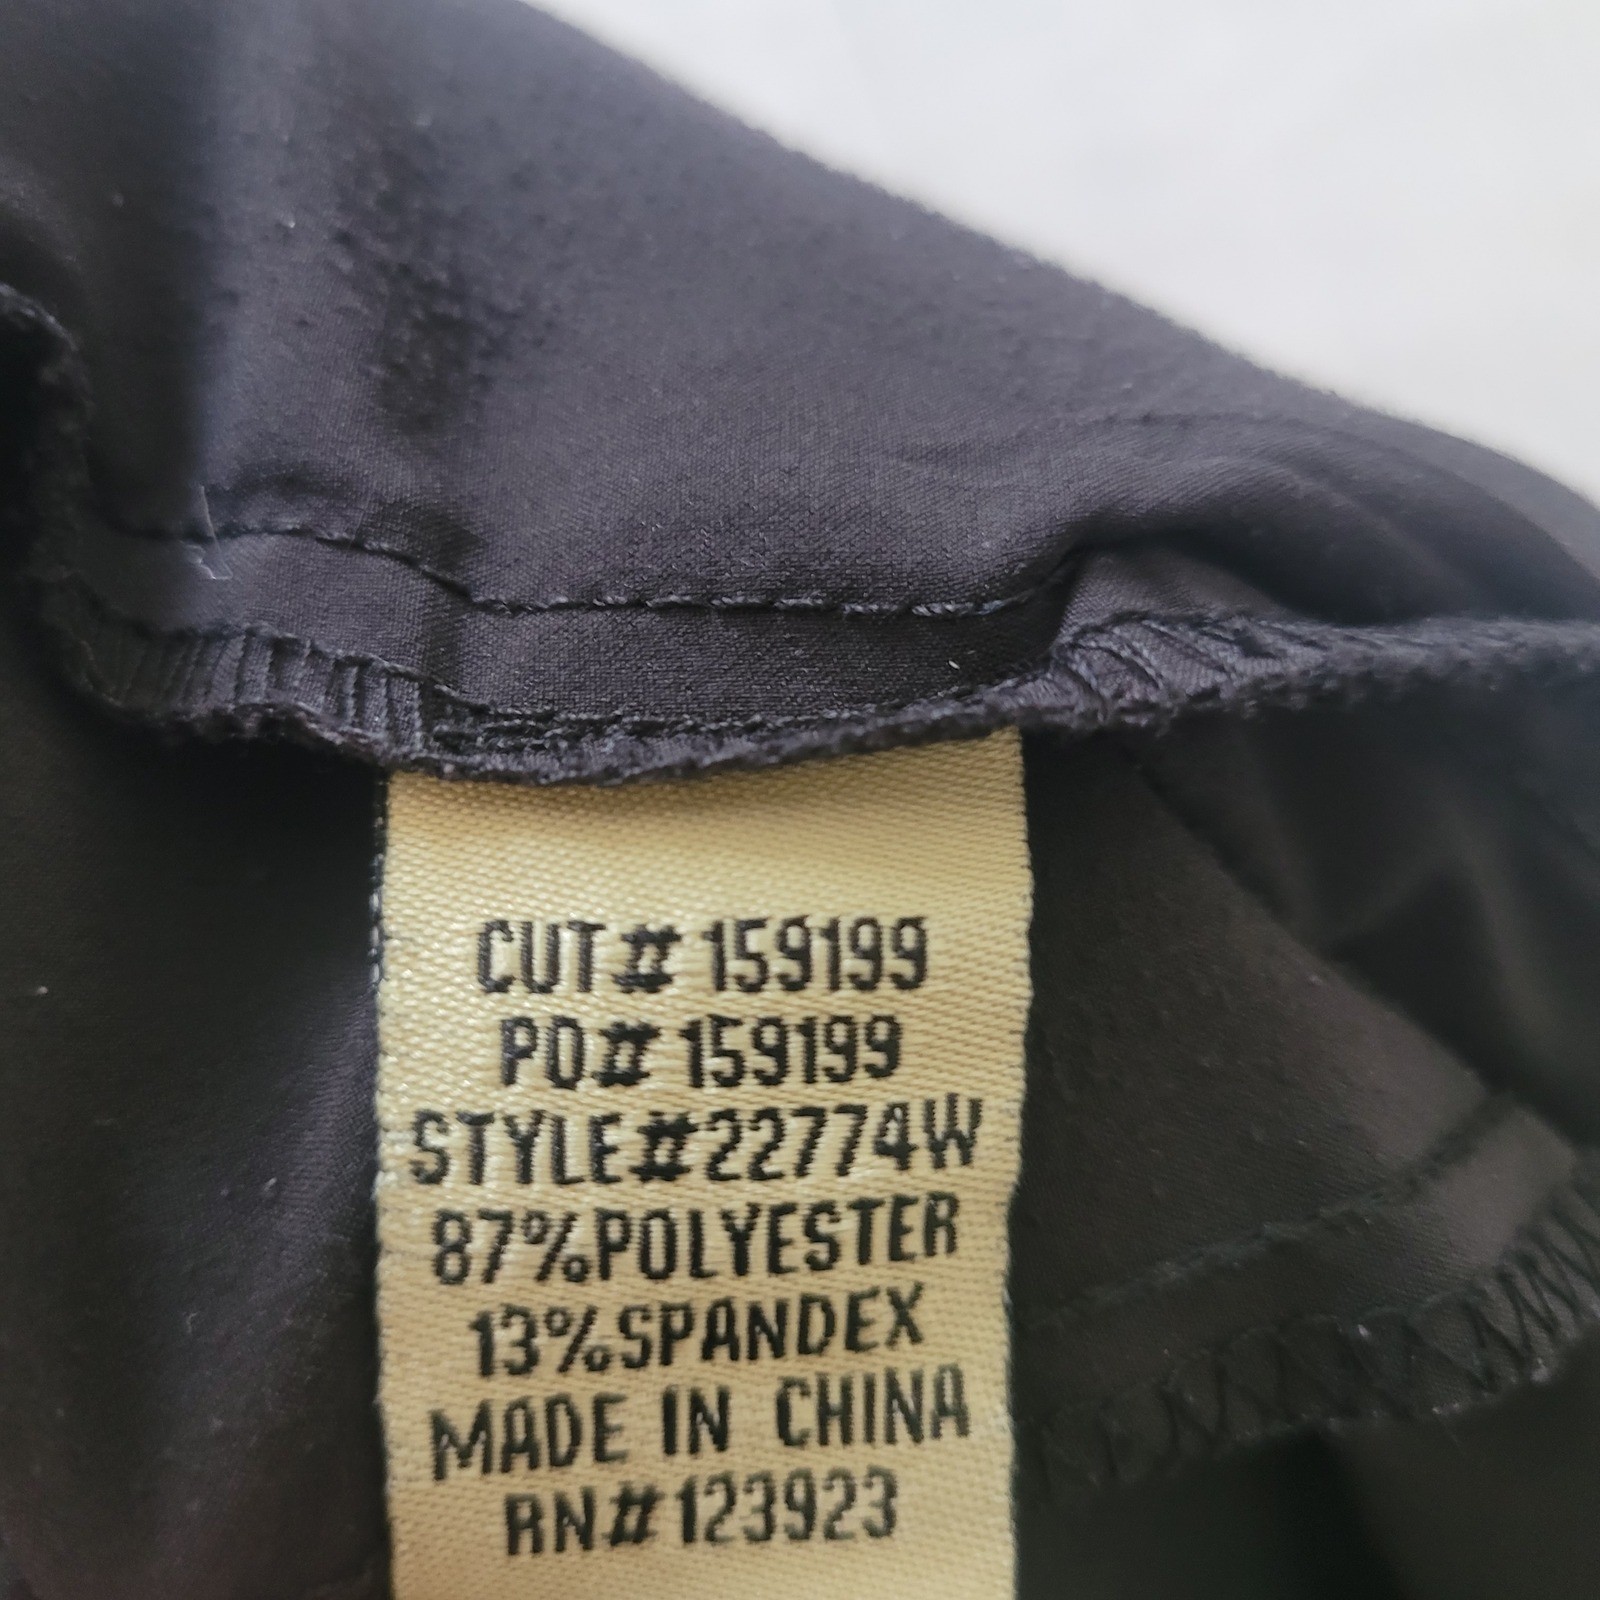 CUT# 159199
PO# 159199
STYLE#22774W
87%POLYESTER
13%SPANDEX
MADE IN CHINA
RN#123923